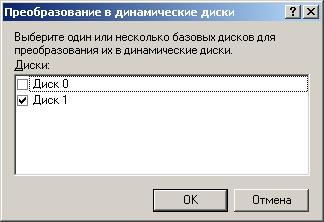 Преобразование в динамические диски
Выберите один или несколько базовых дисков для
преобразования их в динамические диски.
Диски:
Диск 0
Диск 1
OK
Отмена